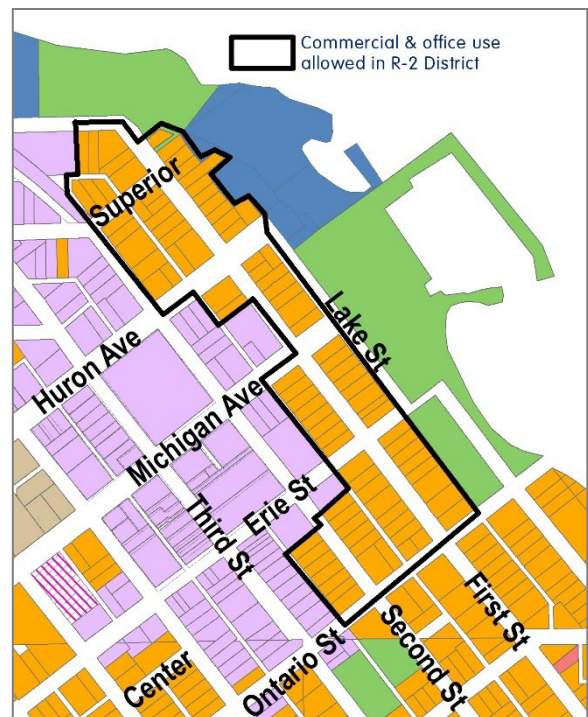 Commercial & office use
allowed in R-2 District
Superior
Lake St
Huron Ave
Michigan Ave
Erie St
Third St
First St
Second St
Ontario St
Center